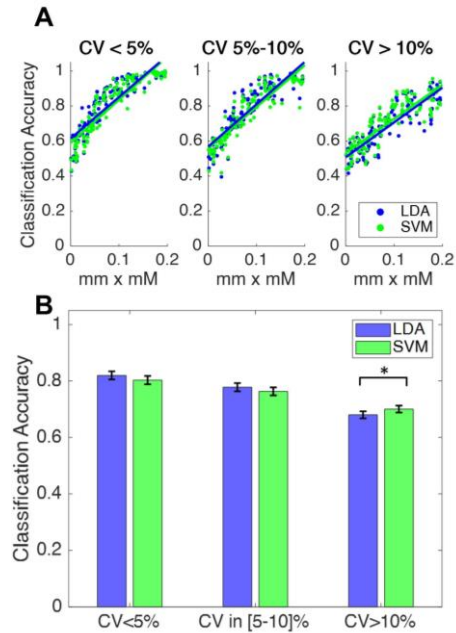 A
CV < 5%
CV 5%-10%
CV > 10%
Classification Accuracy
1
0.8
0.6
0.4
0.2
0
0
0.1
0.2
0
0.1
0.2
0
0.1
0.2
mm x mM
mm x mM
mm x mM
LDA
SVM
B
Classification Accuracy
1
0.8
0.6
0.4
0.2
0
LDA
SVM
*
CV<5%
CV in [5-10]%
CV>10%